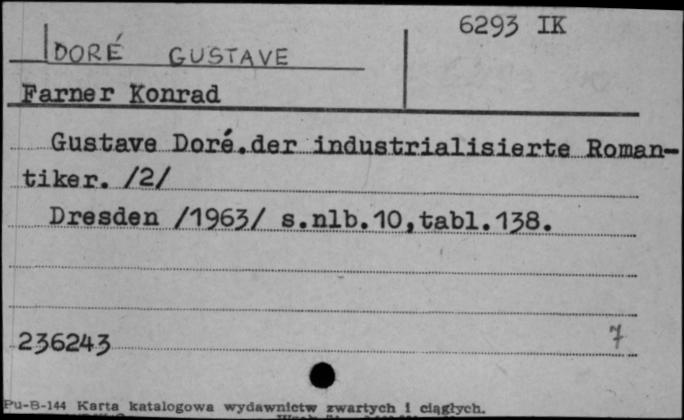 6293 IK
DORÉ GUSTAVE
Farner Konrad
Gustave Doré.der industrialisierte Roman-
tiker. /2/
Dresden /1963/ s.nlb.10,tabl.138.
236243
7
Pu-B-144 Karta katalogowa wydawnictw zwartych i ciągłych.